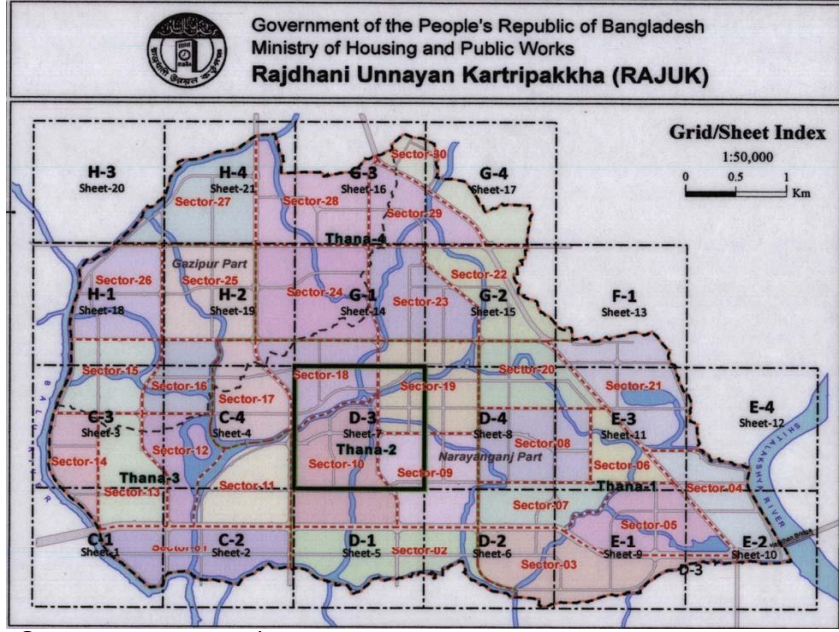 Government of the People's Republic of Bangladesh
Ministry of Housing and Public Works
Rajdhani Unnayan Kartripakkha (RAJUK)
Grid/Sheet Index
1:50,000
0 0.5 1
Km
Sector-30
H-3
Sheet-20
H-4
Sheet-21
G-3
Sheet-16
G-4
Sheet-17
Sector-27
Sector-28
Sector-29
Thana-4
Gazipur Part
Sector-26
Sector-25
Sector-22
H-1
Sheet-18
H-2
Sheet-19
Sector-24
G-1
Sheet-14
Sector-23
G-2
Sheet-15
F-1
Sheet-13
Sector-15
Sector-16
Sector-17
Sector-18
Sector-19
Sector-20
Sector-21
C-3
Sheet-3
C-4
Sheet-4
D-3
Sheet-7
D-4
Sheet-8
E-3
Sheet-11
E-4
Sheet-12
Sector-14
Sector-12
Thana-2
Sector-08
Narayanganj Part
Sector-06
Thana-3
Sector-13
Sector-11
Sector-10
Sector-09
Thana-1
Sector-04
Sector-07
Sector-05
C-1
Sheet-1
Sector-01
C-2
Sheet-2
D-1
Sheet-5
Sector-02
D-2
Sheet-6
E-1
Sheet-9
E-2
Sheet-10
Sector-03
D-3
BALU RIVER
SHITALAKSHYA RIVER